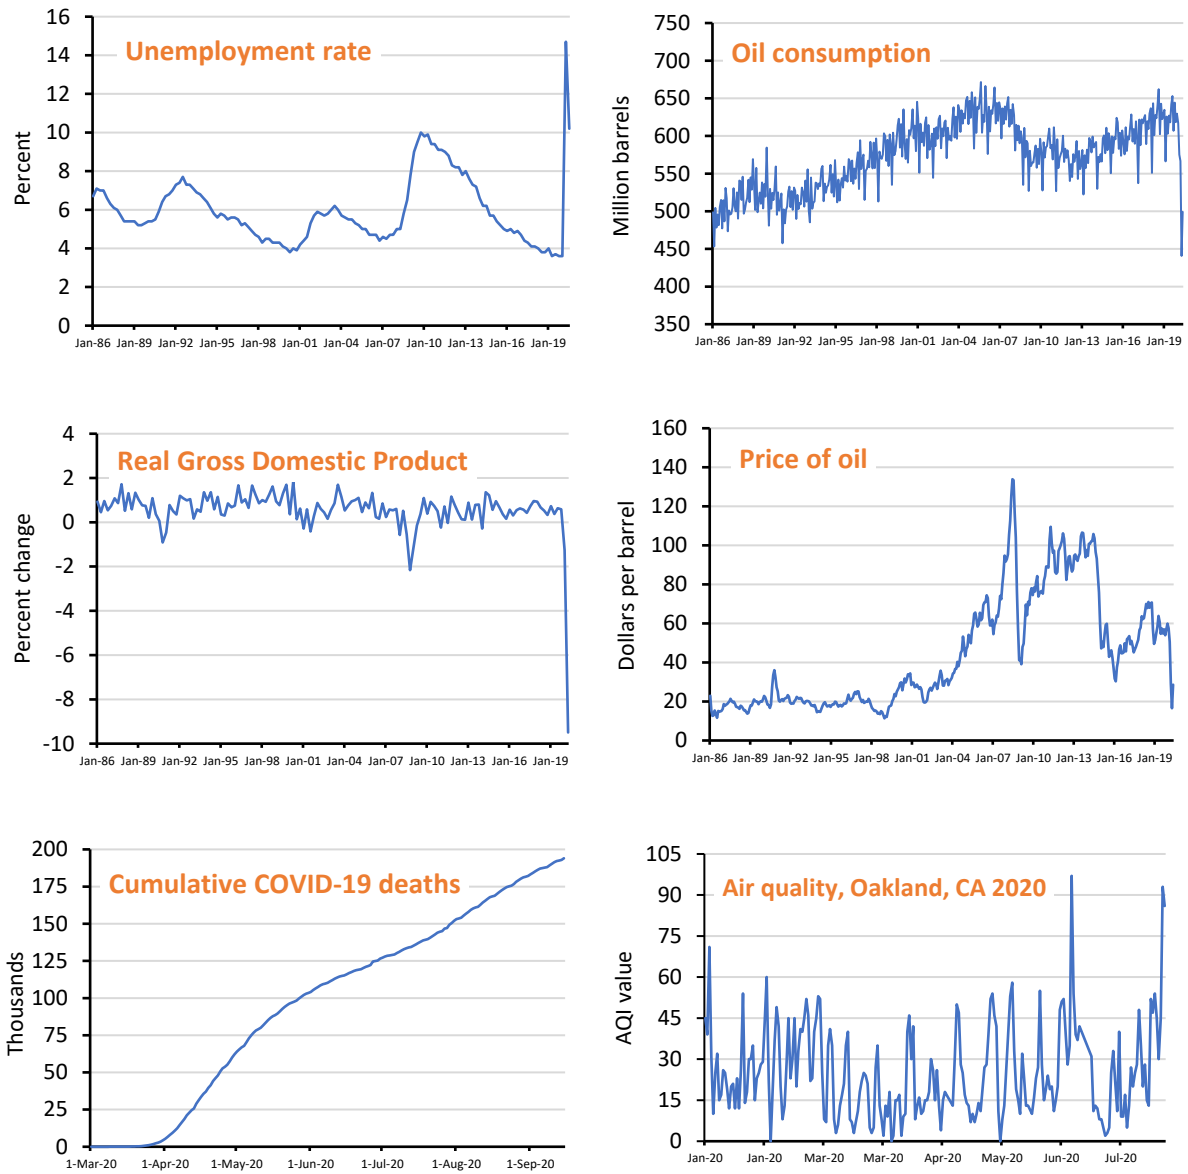 Unemployment rate
Percent
16
14
12
10
8
6
4
2
0
Jan-86 Jan-89 Jan-92 Jan-95 Jan-98 Jan-01 Jan-04 Jan-07 Jan-10 Jan-13 Jan-16 Jan-19
Oil consumption
Million barrels
750
700
650
600
550
500
450
400
350
Jan-86 Jan-89 Jan-92 Jan-95 Jan-98 Jan-01 Jan-04 Jan-07 Jan-10 Jan-13 Jan-16 Jan-19
Real Gross Domestic Product
Percent change
4
2
0
-2
-4
-6
-8
-10
Jan-86 Jan-89 Jan-92 Jan-95 Jan-98 Jan-01 Jan-04 Jan-07 Jan-10 Jan-13 Jan-16 Jan-19
Price of oil
Dollars per barrel
160
140
120
100
80
60
40
20
0
Jan-86 Jan-89 Jan-92 Jan-95 Jan-98 Jan-01 Jan-04 Jan-07 Jan-10 Jan-13 Jan-16 Jan-19
Cumulative COVID-19 deaths
Thousands
200
175
150
125
100
75
50
25
0
1-Mar-20 1-Apr-20 1-May-20 1-Jun-20 1-Jul-20 1-Aug-20 1-Sep-20
Air quality, Oakland, CA 2020
AQI value
105
90
75
60
45
30
15
0
Jan-20 Jan-20 Mar-20 Mar-20 Apr-20 May-20 Jun-20 Jul-20